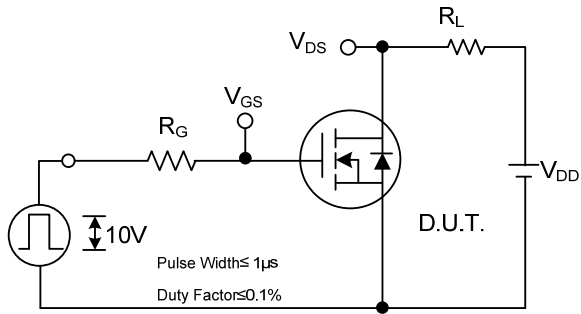 RL
VDS
VGS
RG
VDD
10V
D.U.T.
Pulse Width≤ 1μs
Duty Factor≤0.1%